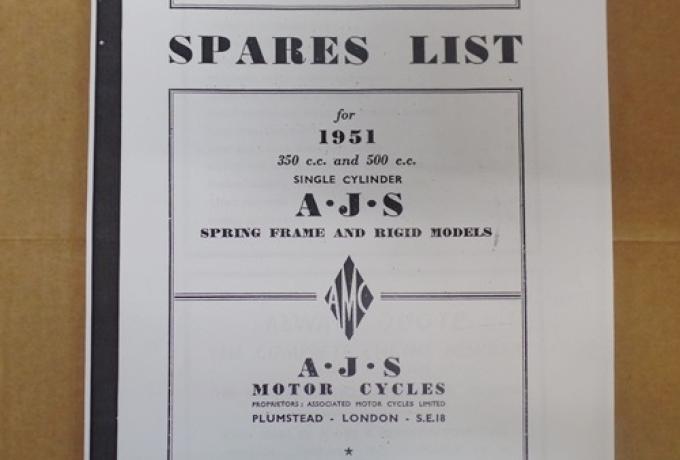 SPARES LIST
for
1951
350 c.c. and 500 c.c.
SINGLE CYLINDER
A·J·S
SPRING FRAME AND RIGID MODELS
AMC
A·J·S
MOTOR CYCLES
PROPRIETORS: ASSOCIATED MOTOR CYCLES LIMITED
PLUMSTEAD - LONDON - S.E.18